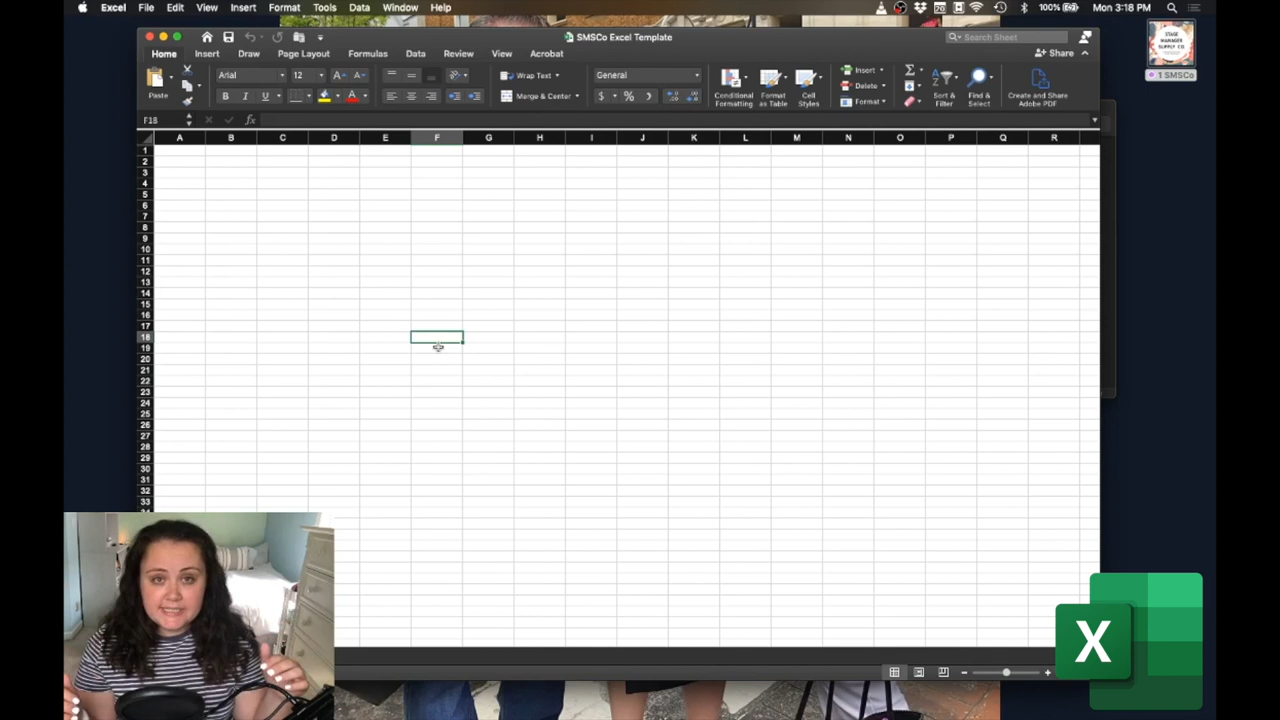 Excel File Edit View Insert Format Tools Data Window Help
100% Mon 3:18 PM
SMSCo Excel Template
Search Sheet
Home Insert Draw Page Layout Formulas Data Review View Acrobat
Share
Paste
Arial 12
B I U
Wrap Text
Merge & Center
General
$ %
Conditional Formatting
Format as Table
Cell Styles
Insert
Delete
Format
Sort & Filter
Find & Select
Create and Share Adobe PDF
F18 fx
A B C D E F G H I J K L M N O P Q R
1
2
3
4
5
6
7
8
9
10
11
12
13
14
15
16
17
18
19
20
21
22
23
24
25
26
27
28
29
30
31
32
33
STAGE
MANAGER
SUPPLY CO
1 SMSCo
X